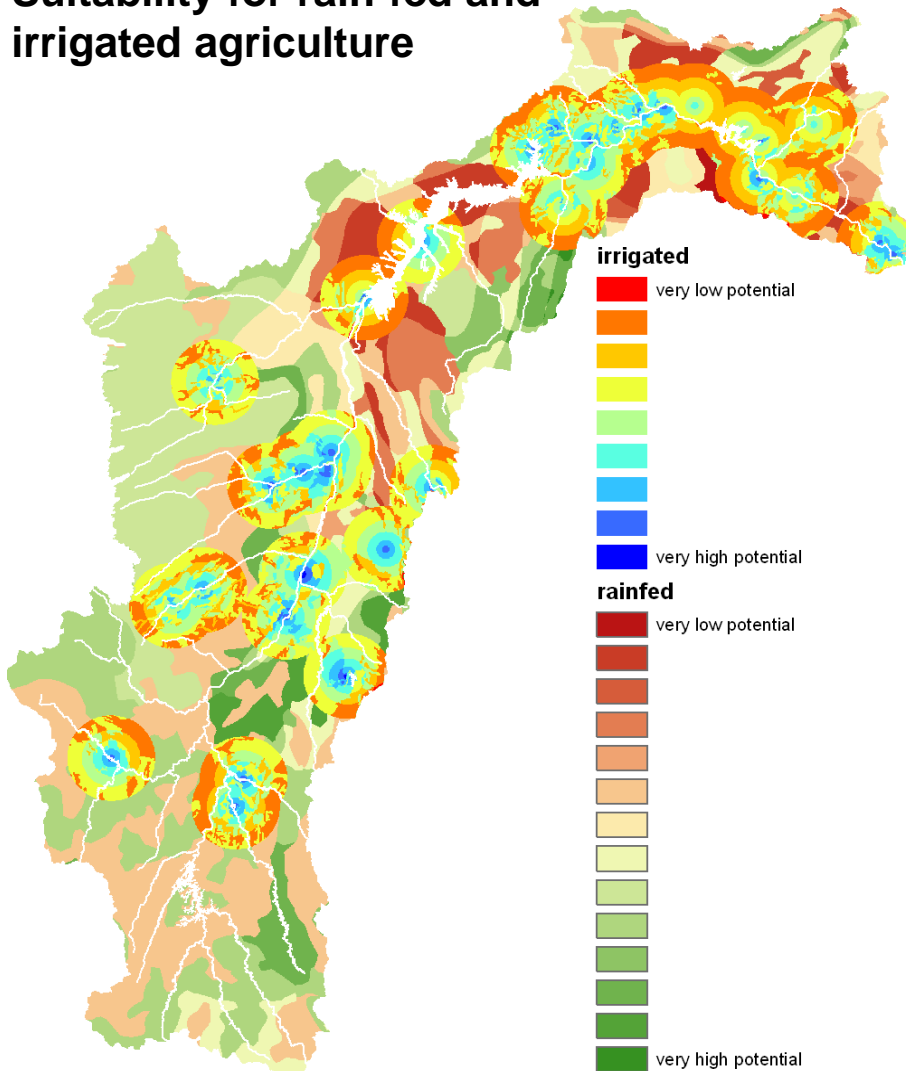 Suitability for rain fed and
irrigated agriculture
irrigated
very low potential
very high potential
rainfed
very low potential
very high potential